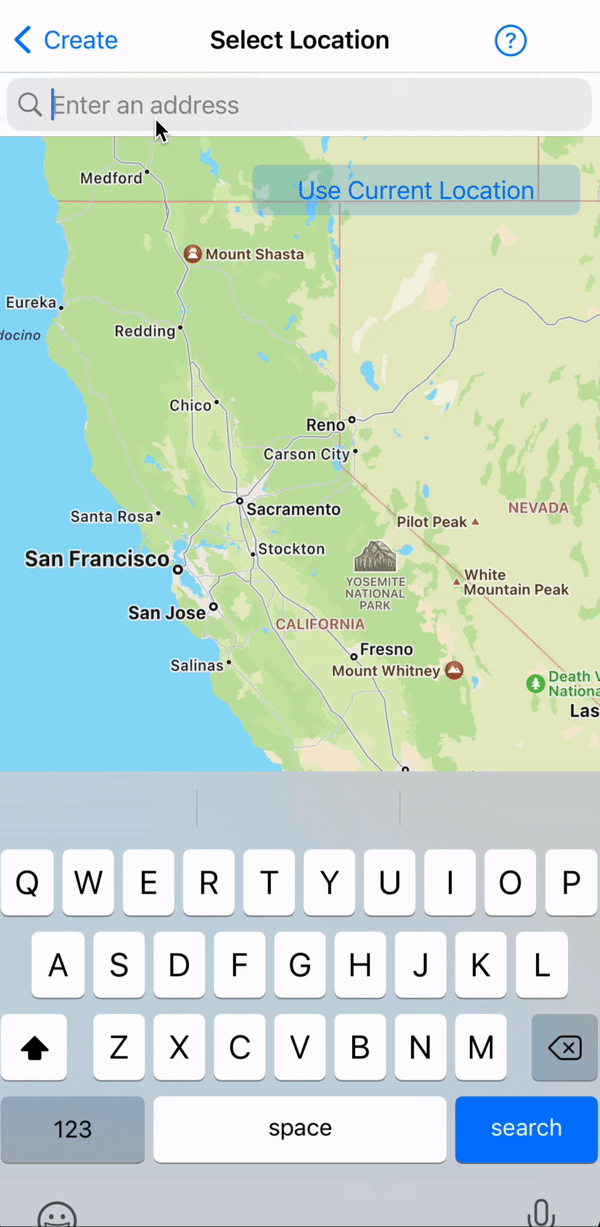 Create
Select Location
?
Enter an address
Medford
Use Current Location
Mount Shasta
Eureka
docino
Redding
Chico
Reno
Carson City
Sacramento
Santa Rosa
NEVADA
Pilot Peak
San Francisco
Stockton
YOSEMITE
NATIONAL
PARK
White
Mountain Peak
San Jose
CALIFORNIA
Fresno
Salinas
Mount Whitney
Death V
Nationa
Las
Q W E R T Y U I O P
A S D F G H J K L
Z X C V B N M
123 space search